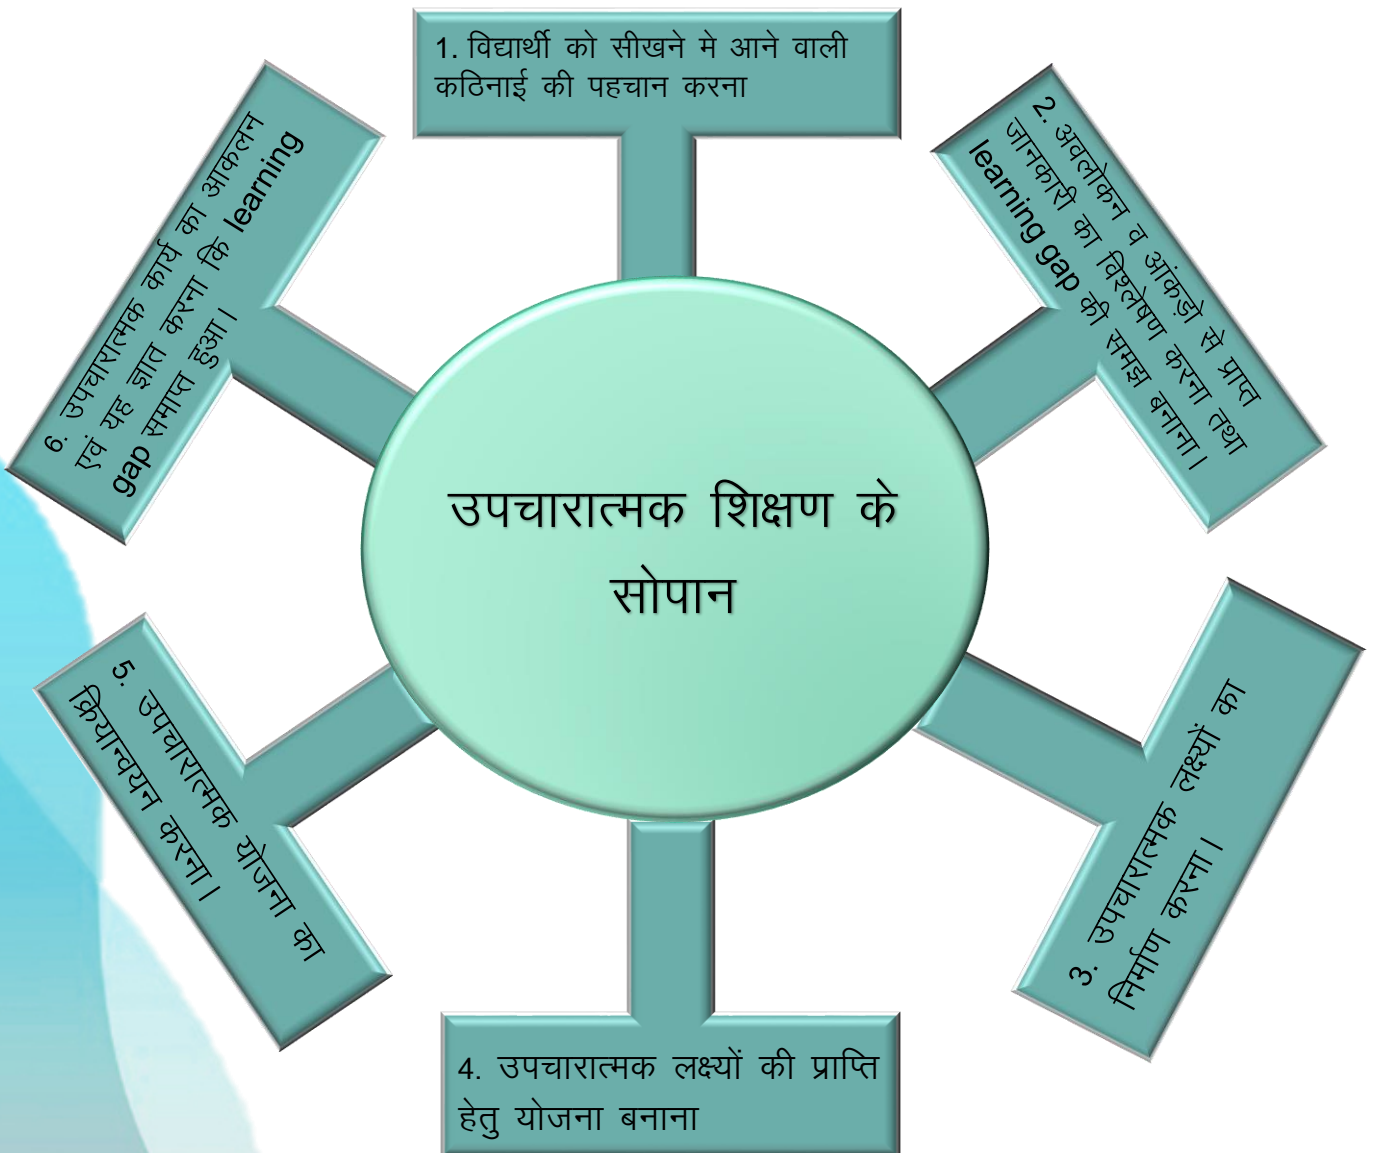 उपचारात्मक शिक्षण के
सोपान
1. विद्यार्थी को सीखने मे आने वाली
कठिनाई की पहचान करना
2. अवलोकन व आंकड़ो से प्राप्त
जानकारी का विश्लेषण करना तथा
learning gap की समझ बनाना।
3. उपचारात्मक लक्ष्यों का
निर्माण करना।
4. उपचारात्मक लक्ष्यों की प्राप्ति
हेतु योजना बनाना
5. उपचारात्मक योजना का
क्रियान्वयन करना।
6. उपचारात्मक कार्य का आकलन
एवं यह ज्ञात करना कि learning
gap समाप्त हुआ।